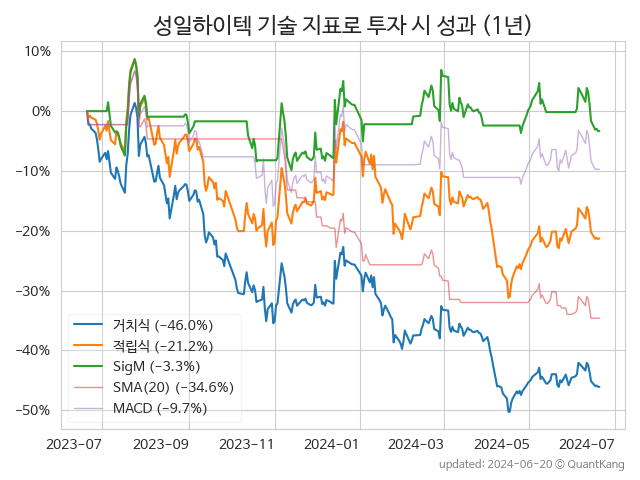 성일하이텍 기술 지표로 투자 시 성과 (1년)
10%
0%
−10%
−20%
−30%
−40%
−50%
거치식 (−46.0%)
적립식 (−21.2%)
SigM (−3.3%)
SMA(20) (−34.6%)
MACD (−9.7%)
2023-07 2023-09 2023-11 2024-01 2024-03 2024-05 2024-07
updated: 2024-06-20 © QuantKang